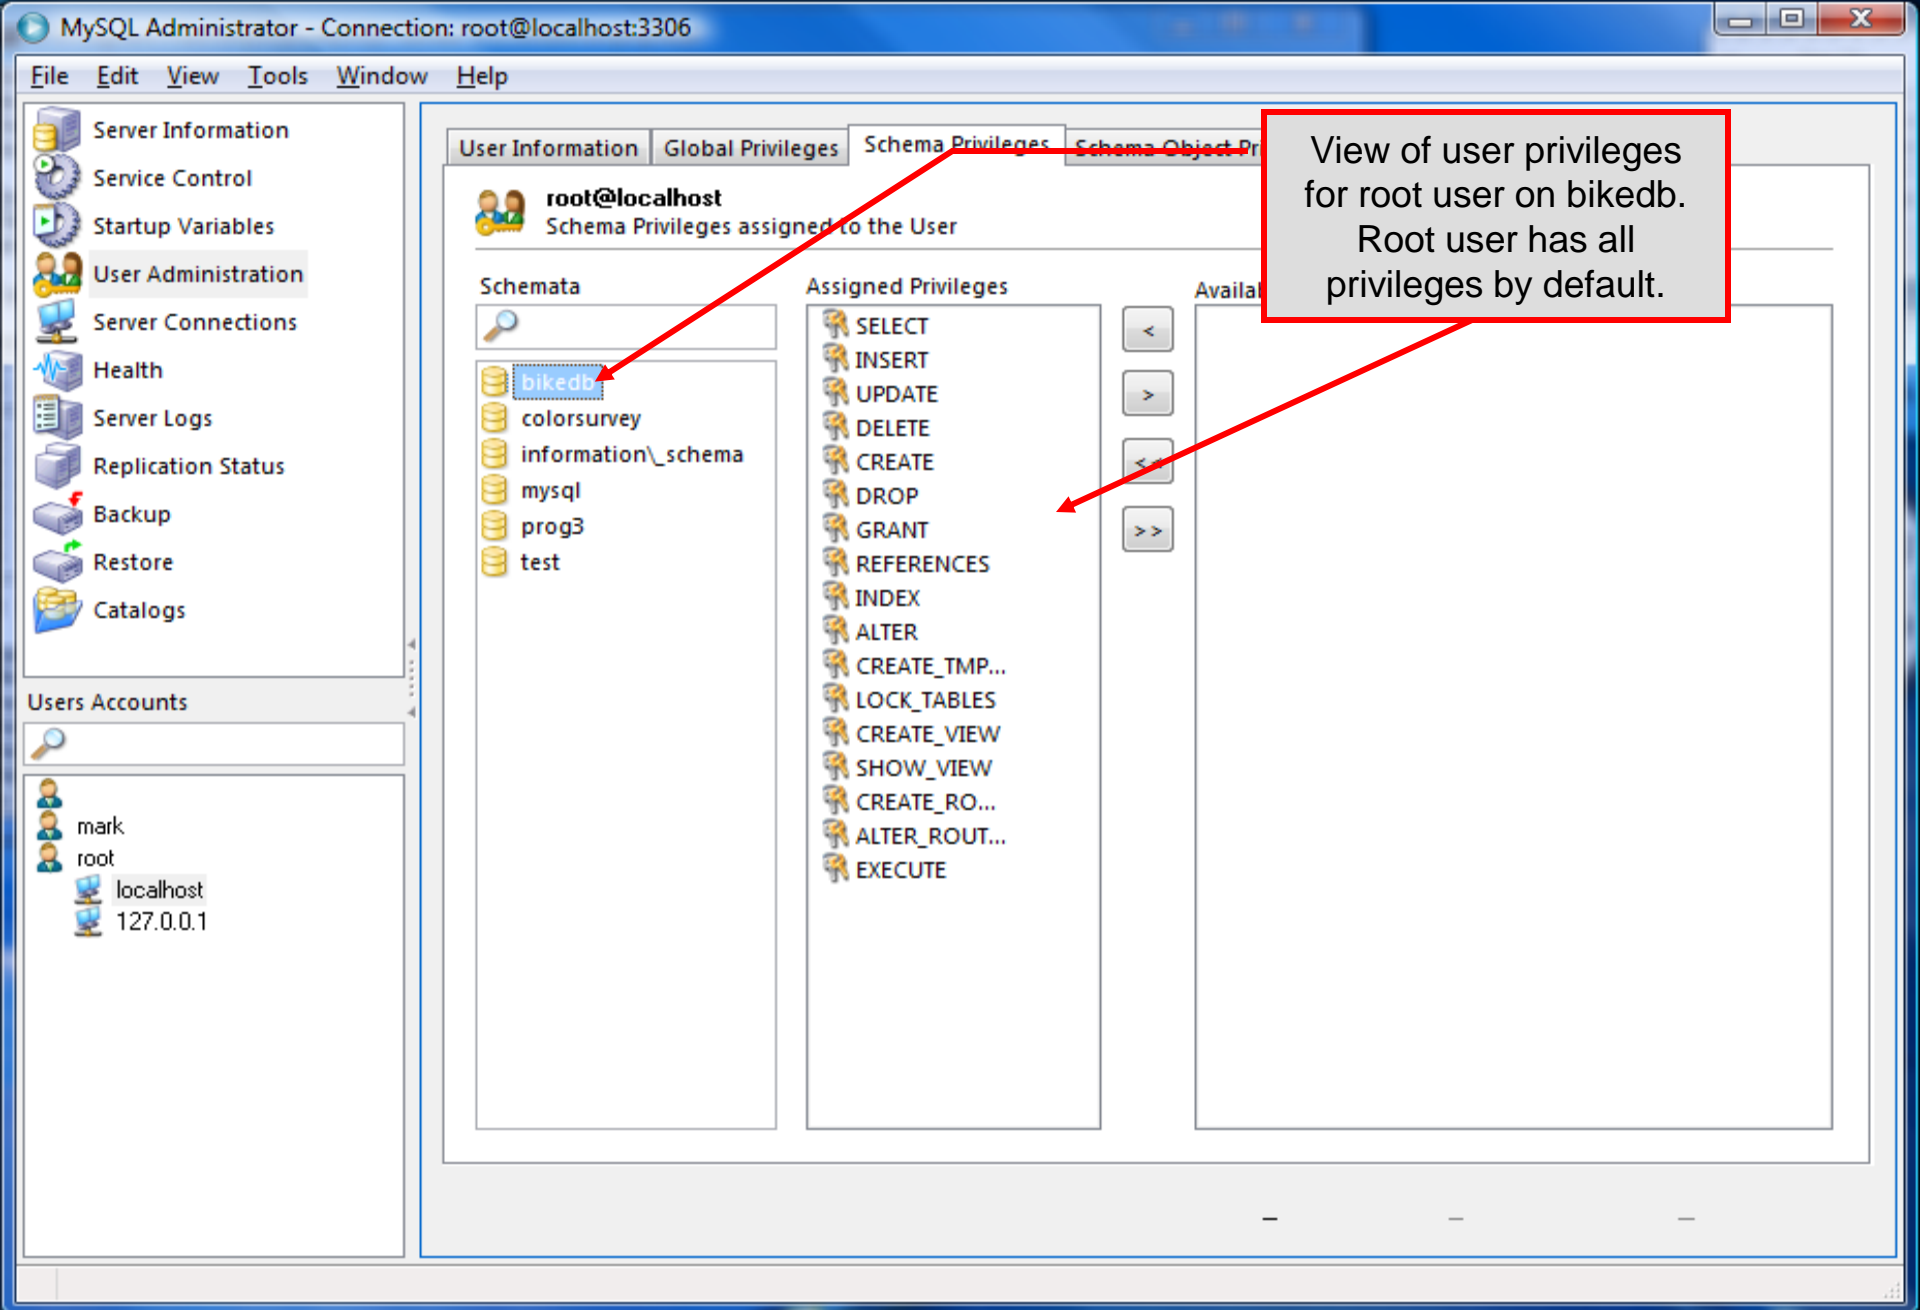 MySQL Administrator - Connection: root@localhost:3306
File Edit View Tools Window Help
Server Information
Service Control
Startup Variables
User Administration
Server Connections
Health
Server Logs
Replication Status
Backup
Restore
Catalogs
Users Accounts
mark
root
localhost
127.0.0.1
User Information Global Privileges Schema Privileges Schema Object Pri
root@localhost
Schema Privileges assigned to the User
Schemata
bikedb
colorsurvey
information\_schema
mysql
prog3
test
Assigned Privileges
SELECT
INSERT
UPDATE
DELETE
CREATE
DROP
GRANT
REFERENCES
INDEX
ALTER
CREATE_TMP...
LOCK_TABLES
CREATE_VIEW
SHOW_VIEW
CREATE_RO...
ALTER_ROUT...
EXECUTE
<
>
<<
>>
Availa
View of user privileges
for root user on bikedb.
Root user has all
privileges by default.